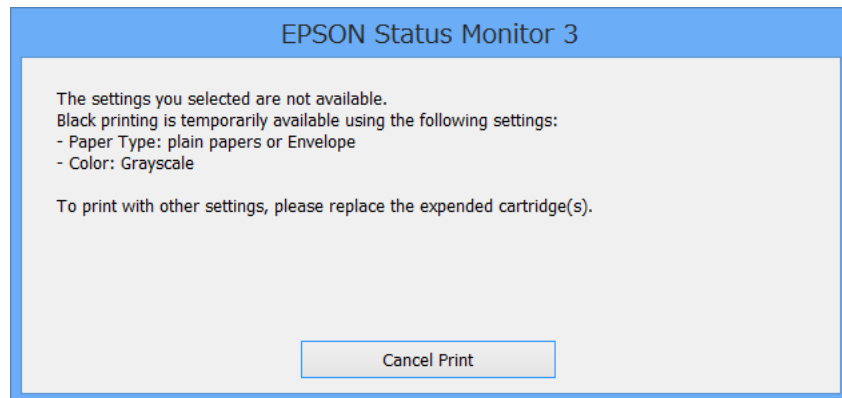 EPSON Status Monitor 3
The settings you selected are not available.
Black printing is temporarily available using the following settings:
- Paper Type: plain papers or Envelope
- Color: Grayscale
To print with other settings, please replace the expended cartridge(s).
Cancel Print